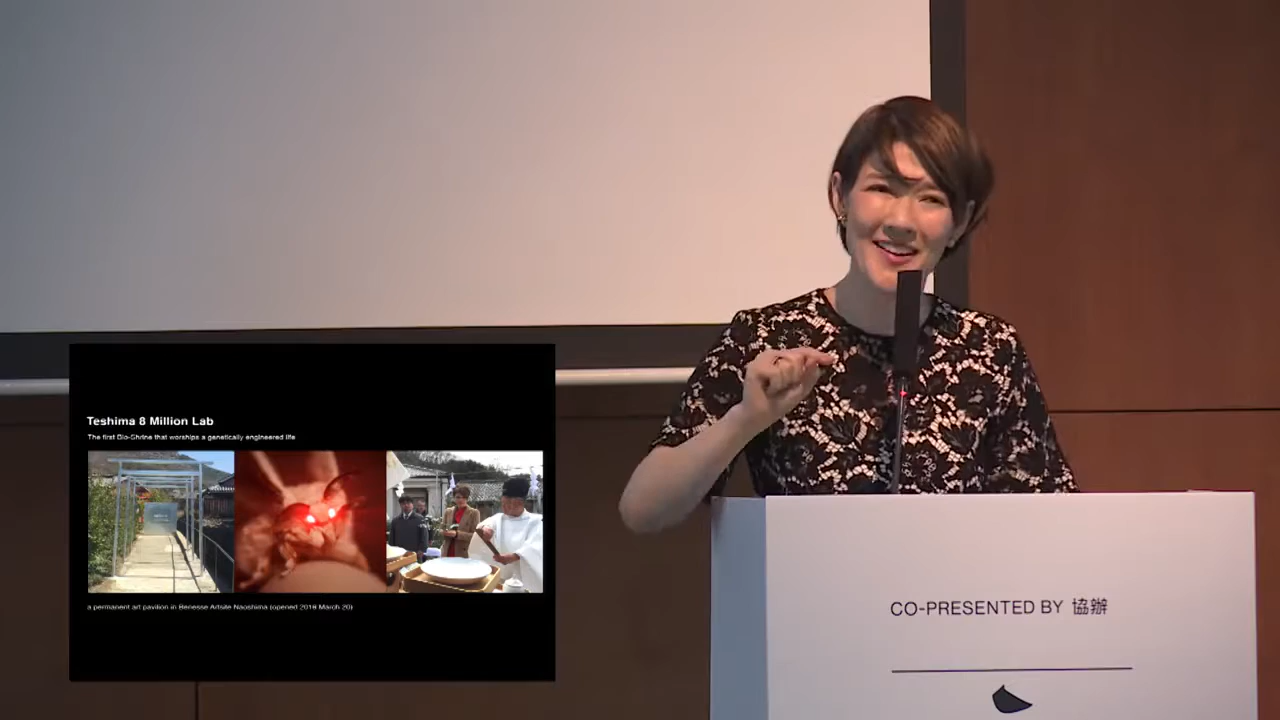 Teshima 8 Million Lab
The first Bio-Shrine that worships a genetically engineered life
a permanent art pavilion in Benesse Artsite Naoshima (opened 2016 March 20)
CO-PRESENTED BY 協辦